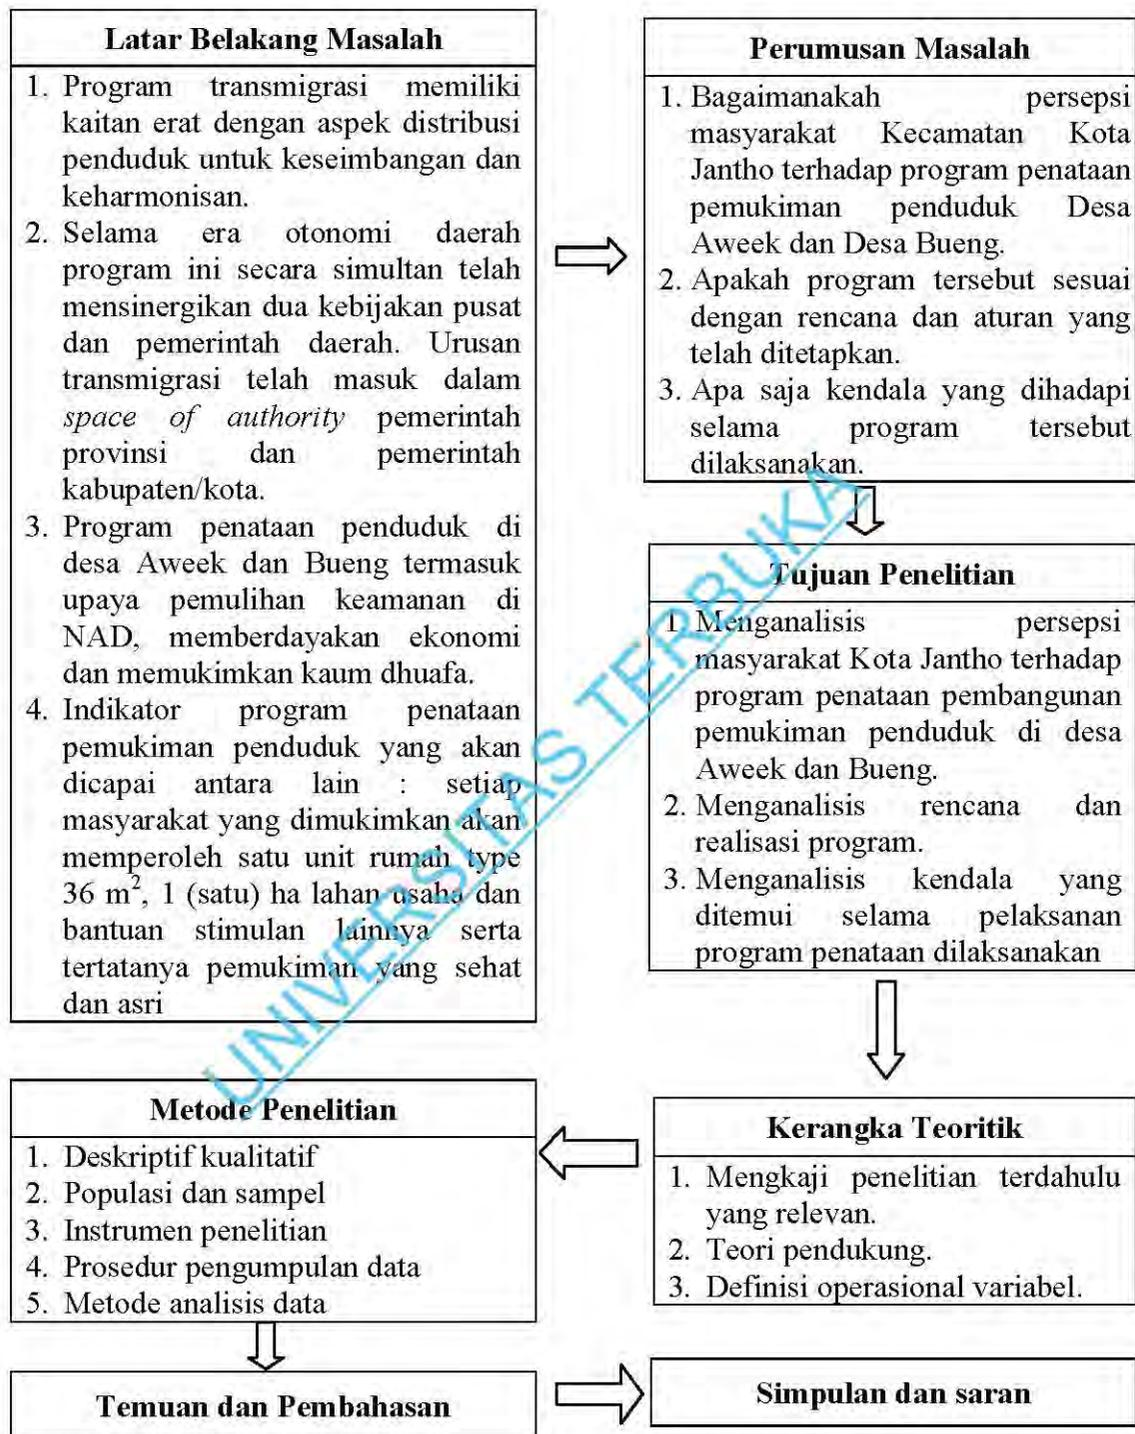 Latar Belakang Masalah
1. Program transmigrasi memiliki
kaitan erat dengan aspek distribusi
penduduk untuk keseimbangan dan
keharmonisan.
2. Selama era otonomi daerah
program ini secara simultan telah
mensinergikan dua kebijakan pusat
dan pemerintah daerah. Urusan
transmigrasi telah masuk dalam
space of authority pemerintah
provinsi dan pemerintah
kabupaten/kota.
3. Program penataan penduduk di
desa Aweek dan Bueng termasuk
upaya pemulihan keamanan di
NAD, memberdayakan ekonomi
dan memukimkan kaum dhuafa.
4. Indikator program penataan
pemukiman penduduk yang akan
dicapai antara lain : setiap
masyarakat yang dimukimkan akan
memperoleh satu unit rumah type
36 m², 1 (satu) ha lahan usaha dan
bantuan stimulan lainnya serta
tertatanya pemukiman yang sehat
dan asri
Perumusan Masalah
1. Bagaimanakah persepsi
masyarakat Kecamatan Kota
Jantho terhadap program penataan
pemukiman penduduk Desa
Aweek dan Desa Bueng.
2. Apakah program tersebut sesuai
dengan rencana dan aturan yang
telah ditetapkan.
3. Apa saja kendala yang dihadapi
selama program tersebut
dilaksanakan.
Tujuan Penelitian
1. Menganalisis persepsi
masyarakat Kota Jantho terhadap
program penataan pembangunan
pemukiman penduduk di desa
Aweek dan Bueng.
2. Menganalisis rencana dan
realisasi program.
3. Menganalisis kendala yang
ditemui selama pelaksanan
program penataan dilaksanakan
Kerangka Teoritik
1. Mengkaji penelitian terdahulu
yang relevan.
2. Teori pendukung.
3. Definisi operasional variabel.
Metode Penelitian
1. Deskriptif kualitatif
2. Populasi dan sampel
3. Instrumen penelitian
4. Prosedur pengumpulan data
5. Metode analisis data
Temuan dan Pembahasan
Simpulan dan saran
UNIVERSITAS TERBUKA